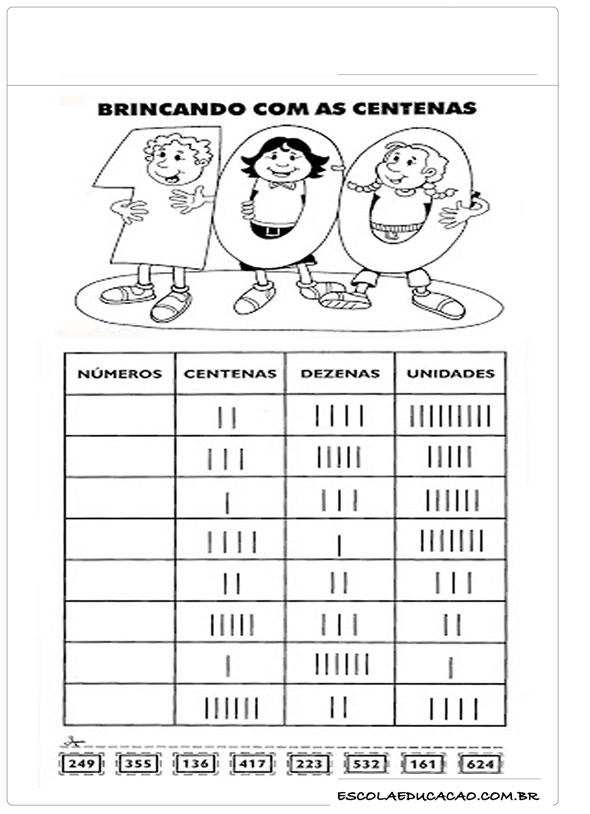 BRINCANDO COM AS CENTENAS
NÚMEROS CENTENAS DEZENAS UNIDADES
249 355 136 417 223 532 161 624
ESCOLAEDUCACAO.COM.BR